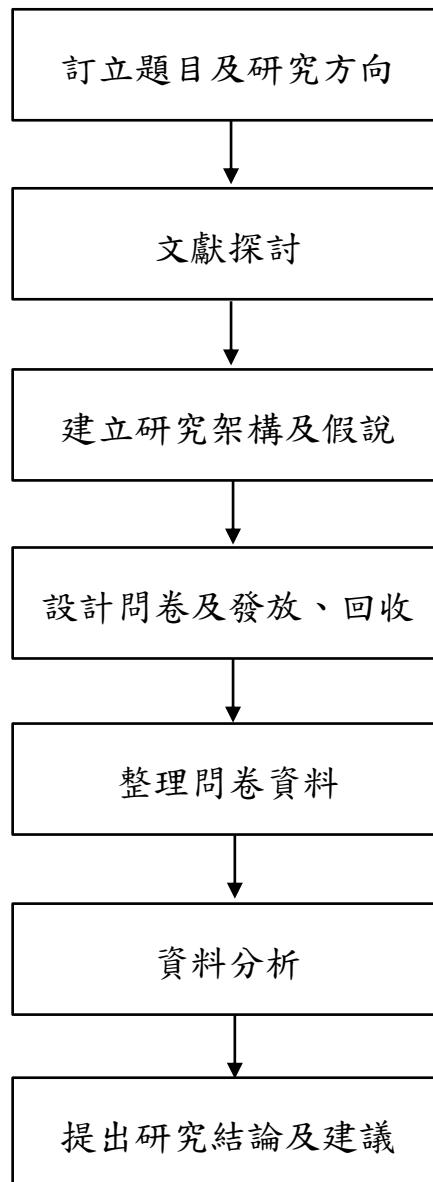 訂立題目及研究方向
文獻探討
建立研究架構及假說
設計問卷及發放、回收
整理問卷資料
資料分析
提出研究結論及建議